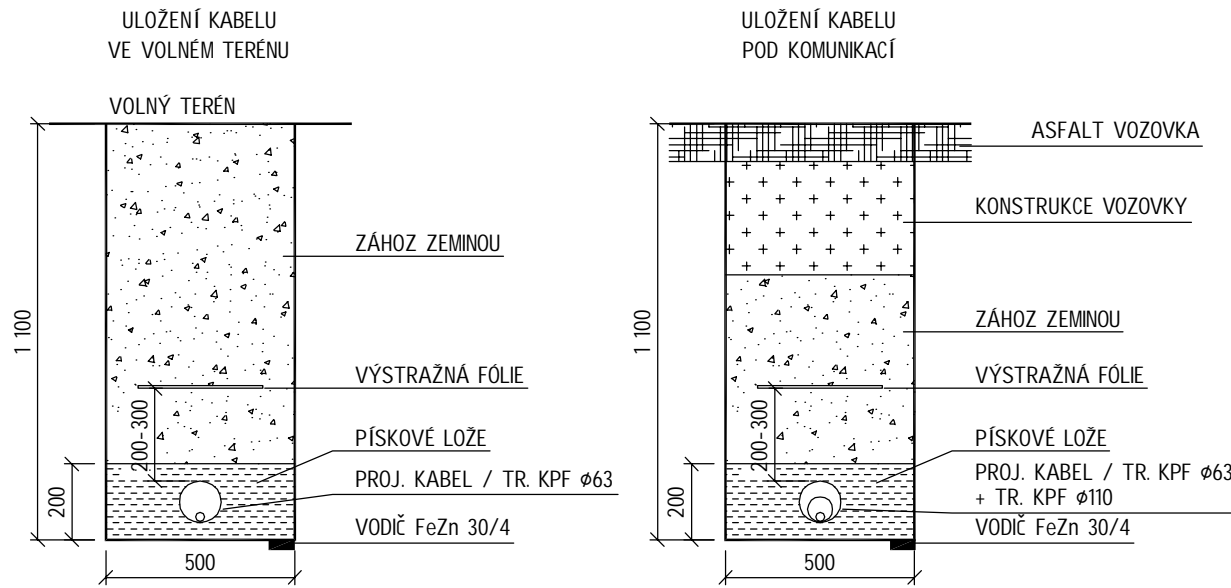 ULOŽENÍ KABELU
VE VOLNÉM TERÉNU
VOLNÝ TERÉN
1 100
ZÁHOZ ZEMINOU
VÝSTRAŽNÁ FÓLIE
200-300
PÍSKOVÉ LOŽE
PROJ. KABEL / TR. KPF Ø63
200
VODIČ FeZn 30/4
500
ULOŽENÍ KABELU
POD KOMUNIKACÍ
ASFALT VOZOVKA
KONSTRUKCE VOZOVKY
1 100
ZÁHOZ ZEMINOU
VÝSTRAŽNÁ FÓLIE
200-300
PÍSKOVÉ LOŽE
PROJ. KABEL / TR. KPF Ø63
+ TR. KPF Ø110
200
VODIČ FeZn 30/4
500